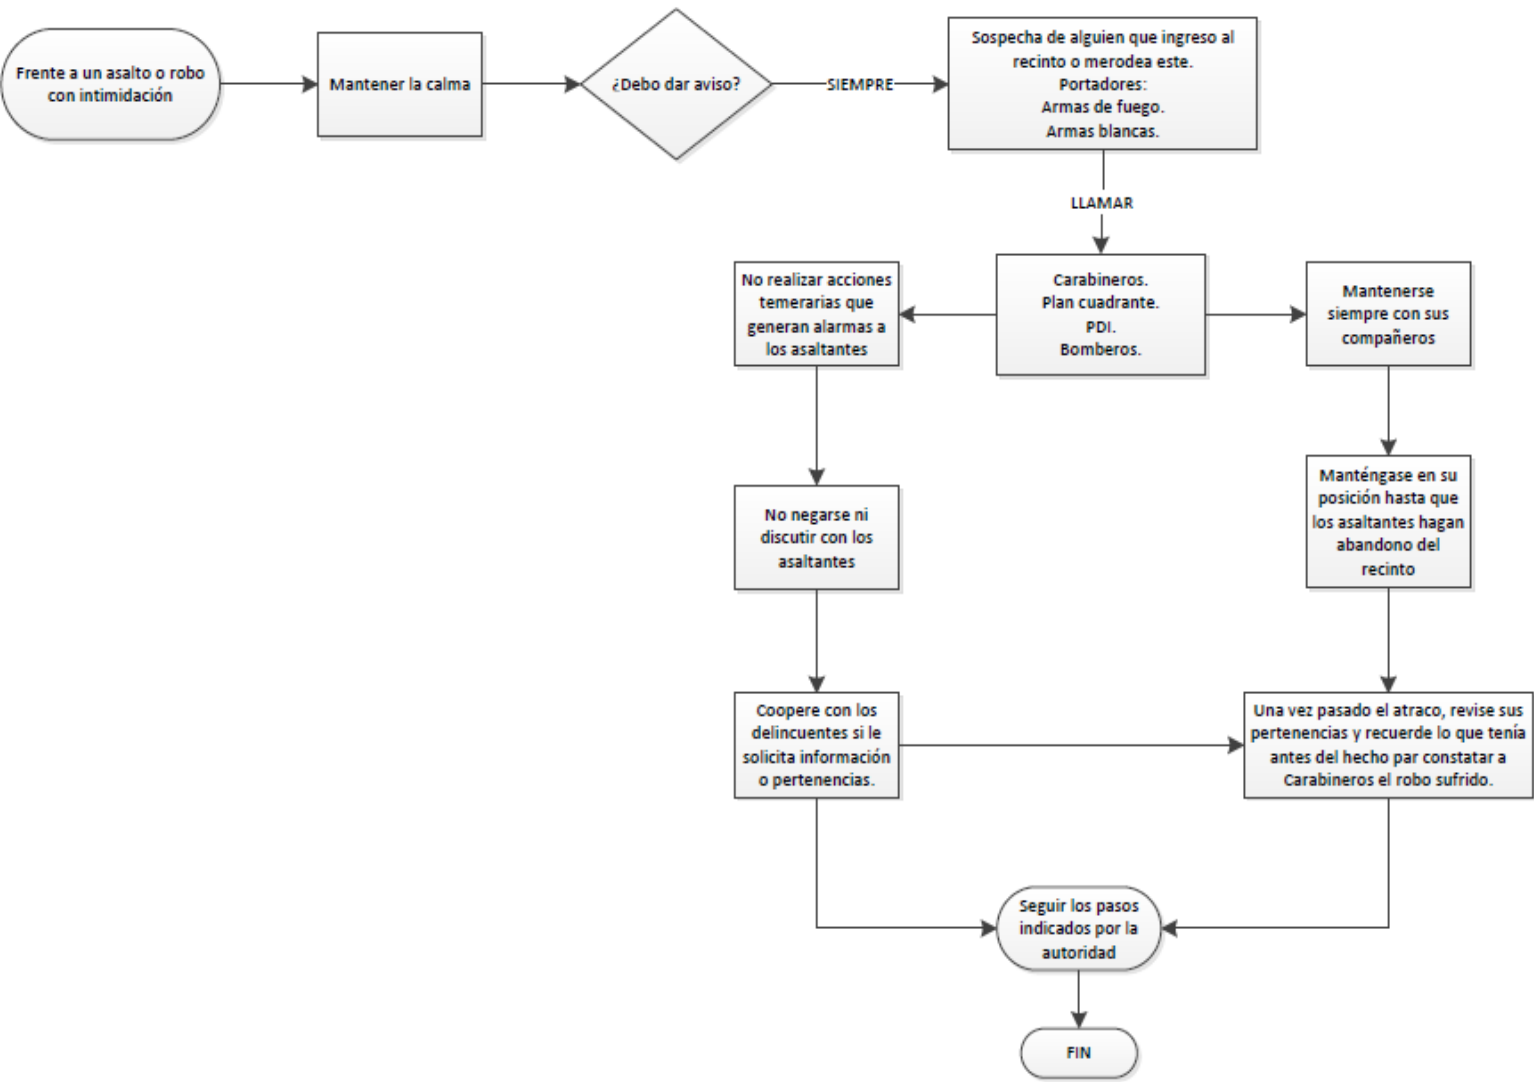 Frente a un asalto o robo
con intimidación
Mantener la calma
¿Debo dar aviso?
SIEMPRE
Sospecha de alguien que ingreso al
recinto o merodea este.
Portadores:
Armas de fuego.
Armas blancas.
LLAMAR
No realizar acciones
temerarias que
generan alarmas a
los asaltantes
Carabineros.
Plan cuadrante.
PDI.
Bomberos.
Mantenerse
siempre con sus
compañeros
No negarse ni
discutir con los
asaltantes
Manténgase en su
posición hasta que
los asaltantes hagan
abandono del
recinto
Coopere con los
delincuentes si le
solicita información
o pertenencias.
Una vez pasado el atraco, revise sus
pertenencias y recuerde lo que tenía
antes del hecho par constatar a
Carabineros el robo sufrido.
Seguir los pasos
indicados por la
autoridad
FIN